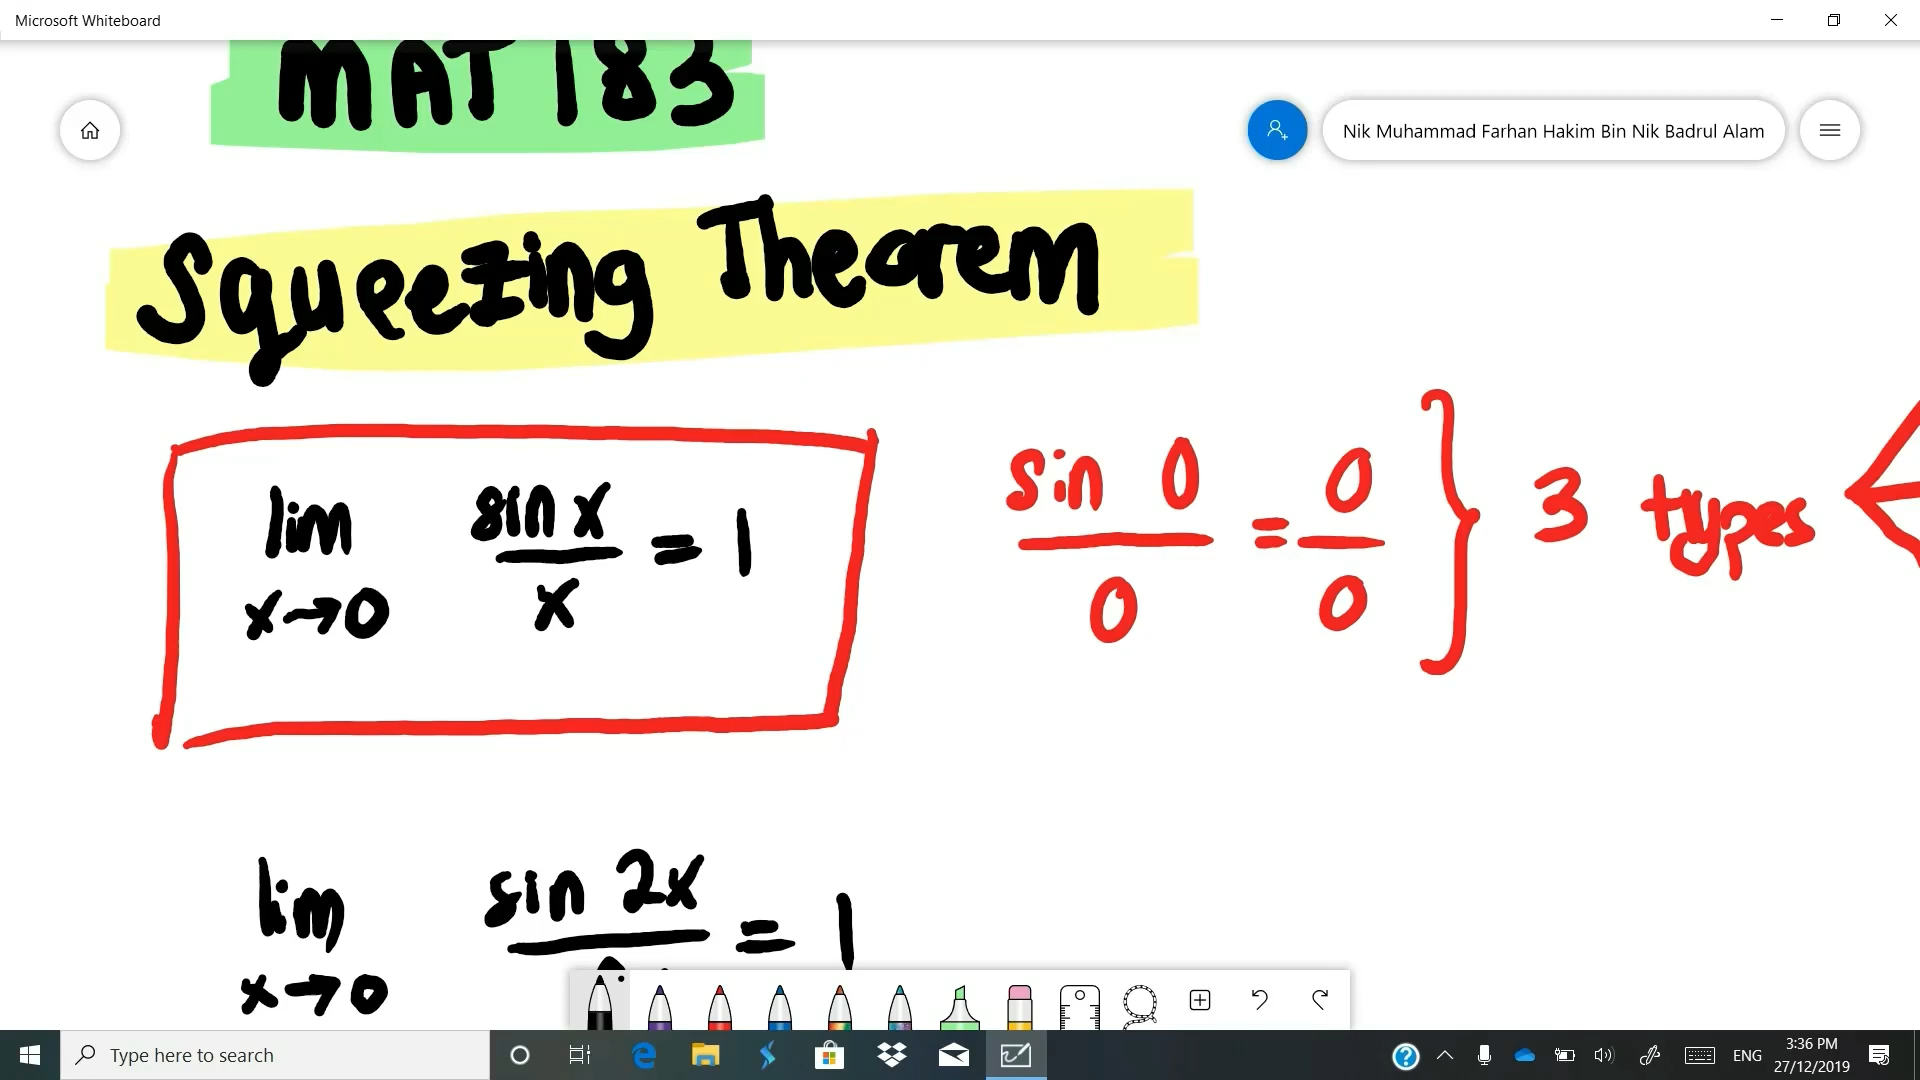 Microsoft Whiteboard
MAT 183
Nik Muhammad Farhan Hakim Bin Nik Badrul Alam
Squeezing Theorem
lim x→0 sin x / x = 1
sin 0 / 0 = 0 / 0 } 3 types
lim x→0 sin 2x = 1
Type here to search
ENG
3:36 PM
27/12/2019